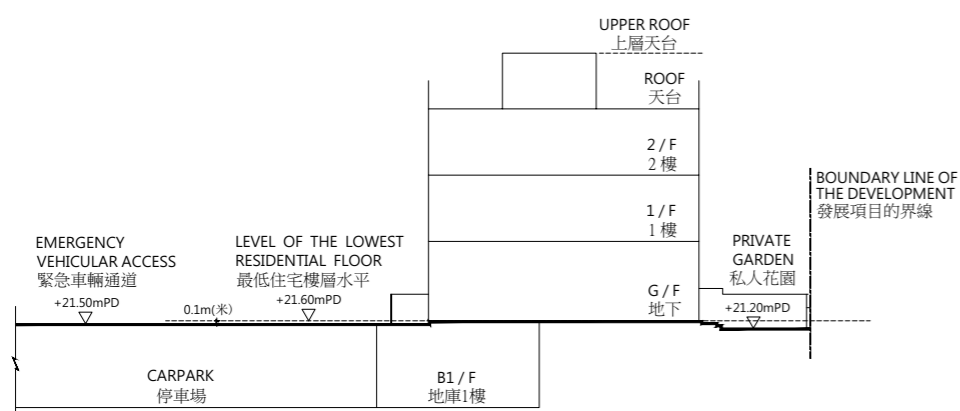 UPPER ROOF
上層天台
ROOF
天台
2 / F
2 樓
1 / F
1 樓
BOUNDARY LINE OF
THE DEVELOPMENT
發展項目的界線
EMERGENCY
VEHICULAR ACCESS
緊急車輛通道
+21.50mPD
0.1m(米)
LEVEL OF THE LOWEST
RESIDENTIAL FLOOR
最低住宅樓層水平
+21.60mPD
G / F
地下
PRIVATE
GARDEN
私人花園
+21.20mPD
CARPARK
停車場
B1 / F
地庫1樓